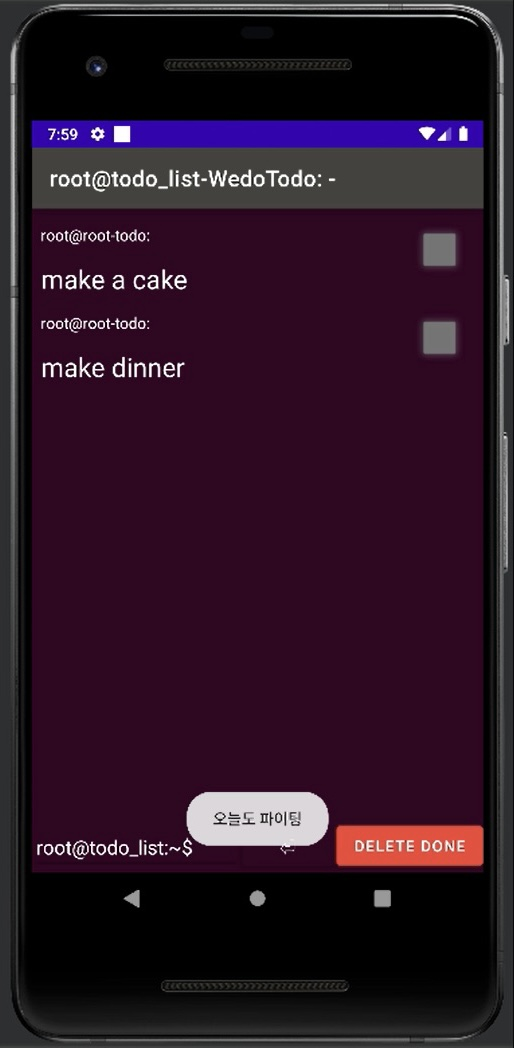 7:59
root@todo_list-WedoTodo: -
root@root-todo:
make a cake
root@root-todo:
make dinner
오늘도 파이팅
root@todo_list:~$
DELETE DONE